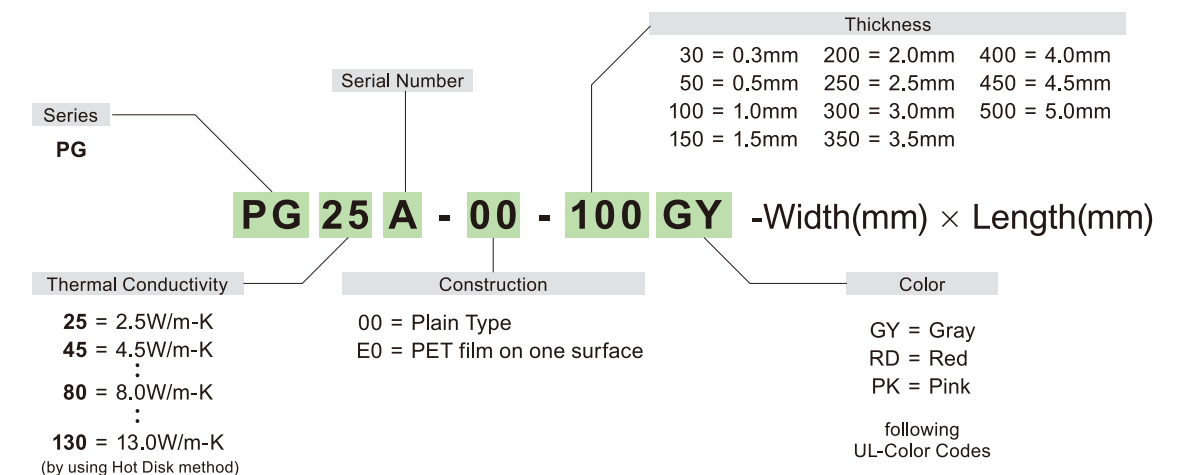 Thickness
30 = 0.3mm 200 = 2.0mm 400 = 4.0mm
50 = 0.5mm 250 = 2.5mm 450 = 4.5mm
100 = 1.0mm 300 = 3.0mm 500 = 5.0mm
150 = 1.5mm 350 = 3.5mm
Serial Number
Series
PG
PG 25 A - 00 - 100 GY -Width(mm) × Length(mm)
Thermal Conductivity
25 = 2.5W/m-K
45 = 4.5W/m-K
:
80 = 8.0W/m-K
:
130 = 13.0W/m-K
(by using Hot Disk method)
Construction
00 = Plain Type
E0 = PET film on one surface
Color
GY = Gray
RD = Red
PK = Pink
following
UL-Color Codes